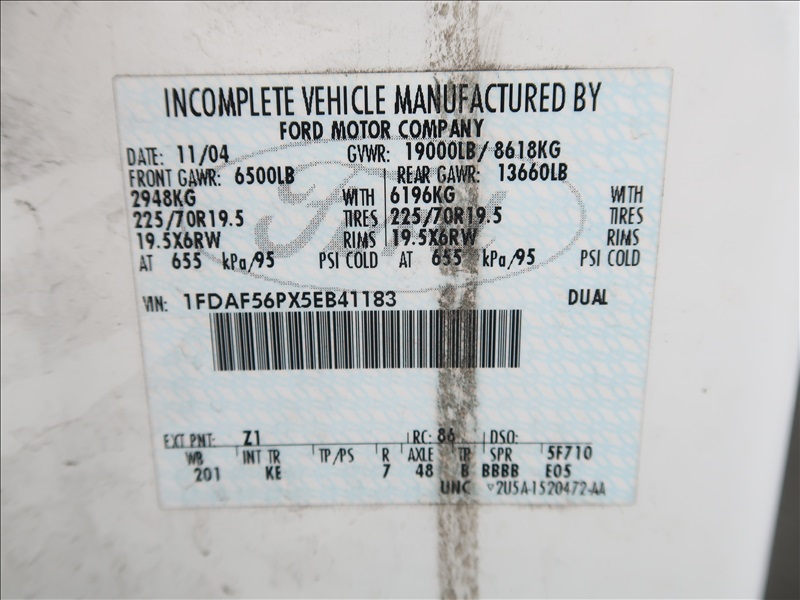 INCOMPLETE VEHICLE MANUFACTURED BY
FORD MOTOR COMPANY
DATE: 11/04 GVWR: 19000LB/ 8618KG
FRONT GAWR: 6500LB REAR GAWR: 13660LB
2948KG WITH 6196KG WITH
225/70R19.5 TIRES 225/70R19.5 TIRES
19.5X6RW RIMS 19.5X6RW RIMS
AT 655 kPa/95 PSI COLD AT 655 kPa/95 PSI COLD
VIN: 1FDAF56PX5EB41183 DUAL
EXT PNT: Z1 RC: 86 DSO:
WB INT TR TP/PS R AXLE TP SPR 5F710
201 KE 7 48 B BBBB E05
UNC ▽2U5A-1520472-AA
Ford